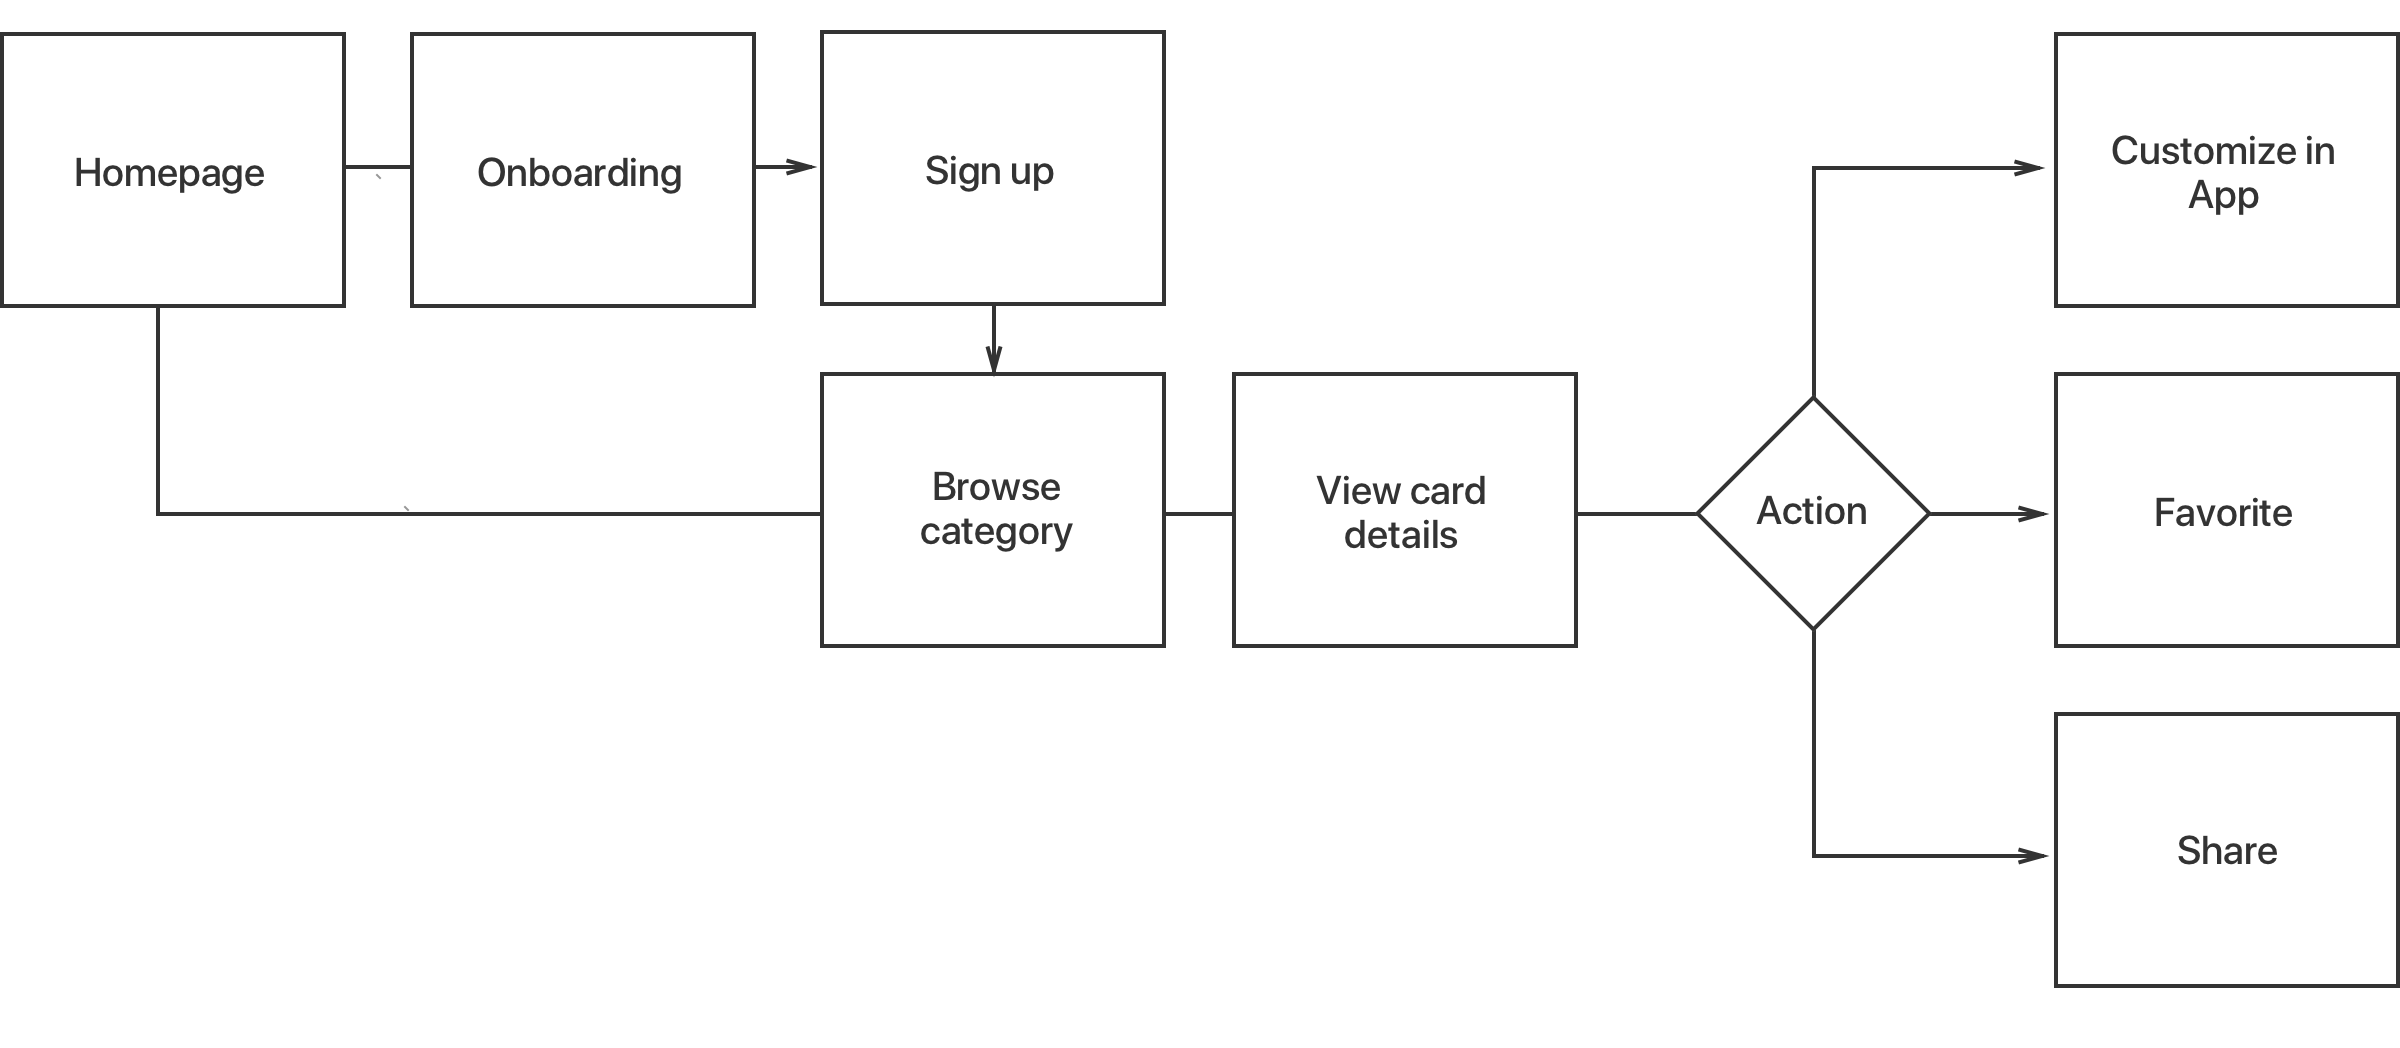 Homepage
Onboarding
Sign up
Customize in
App
Browse
category
View card
details
Action
Favorite
Share